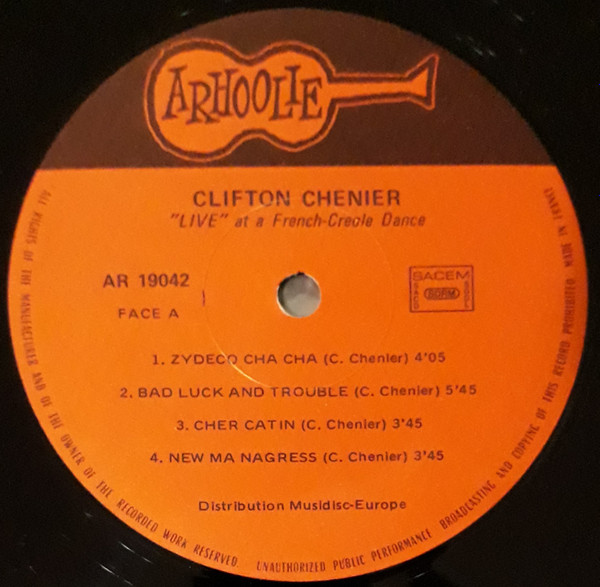 ARHOOLIE
CLIFTON CHENIER
"LIVE" at a French-Creole Dance
AR 19042
FACE A
SACEM
SACD
SDRM
SGDL
1. ZYDECO CHA CHA (C. Chenier) 4'05
2. BAD LUCK AND TROUBLE (C. Chenier) 5'45
3. CHER CATIN (C. Chenier) 3'45
4. NEW MA NAGRESS (C. Chenier) 3'45
Distribution Musidisc-Europe
ALL RIGHTS OF THE MANUFACTURER AND OF THE OWNER OF THE RECORDED WORK RESERVED. UNAUTHORIZED PUBLIC PERFORMANCE BROADCASTING AND COPYING OF THIS RECORD PROHIBITED. MADE IN FRANCE